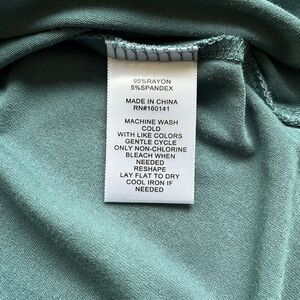 95%RAYON
5%SPANDEX
MADE IN CHINA
RN#160141
MACHINE WASH
COLD
WITH LIKE COLORS
GENTLE CYCLE
ONLY NON-CHLORINE
BLEACH WHEN
NEEDED
RESHAPE
LAY FLAT TO DRY
COOL IRON IF
NEEDED